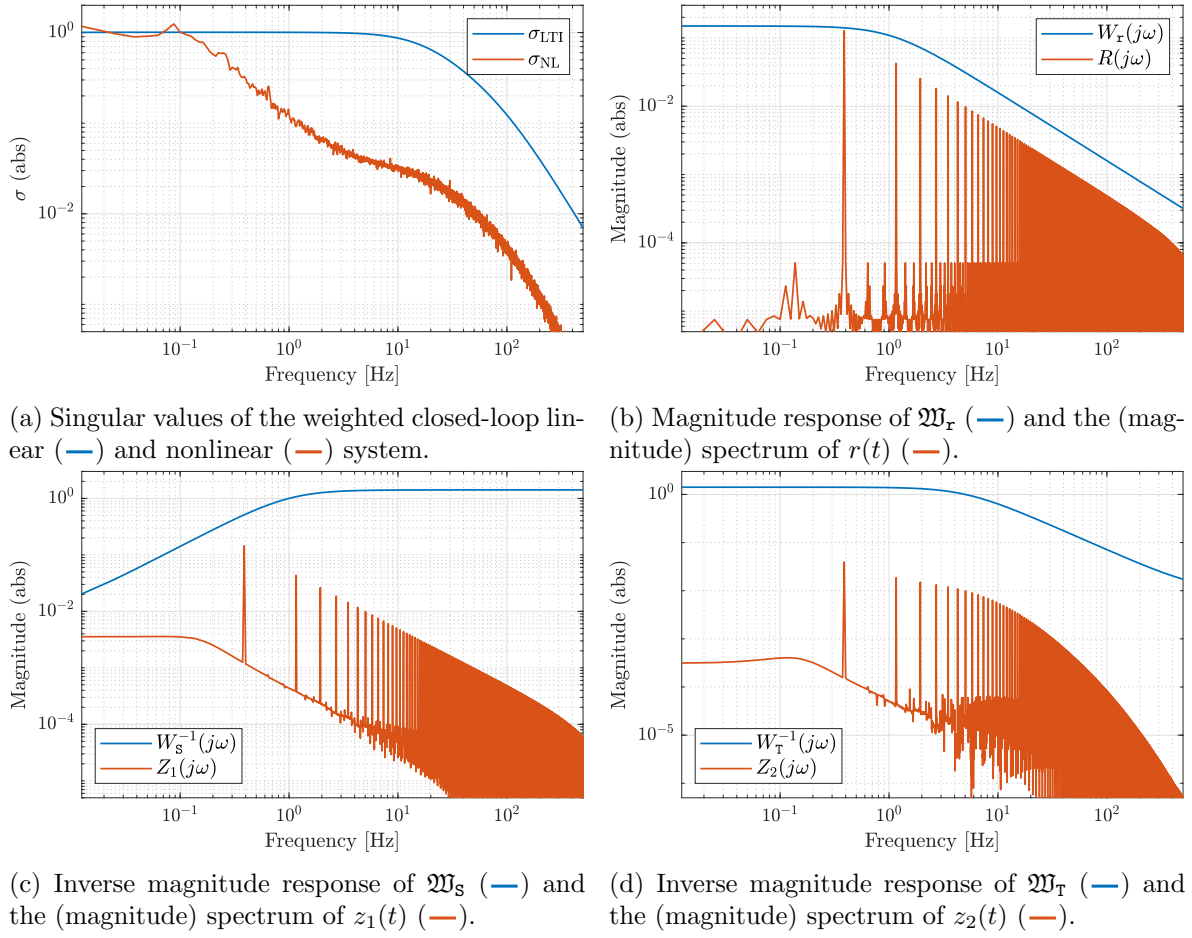 10^0
10^{-2}
σ (abs)
σ_LTI
σ_NL
10^{-1}
10^0
10^1
10^2
Frequency [Hz]
(a) Singular values of the weighted closed-loop lin-
ear (—) and nonlinear (—) system.
10^{-2}
10^{-4}
Magnitude (abs)
W_r(jω)
R(jω)
10^{-1}
10^0
10^1
10^2
Frequency [Hz]
(b) Magnitude response of 𝔚_r (—) and the (mag-
nitude) spectrum of r(t) (—).
10^0
10^{-2}
10^{-4}
Magnitude (abs)
W_S^{-1}(jω)
Z_1(jω)
10^{-1}
10^0
10^1
10^2
Frequency [Hz]
(c) Inverse magnitude response of 𝔚_S (—) and
the (magnitude) spectrum of z_1(t) (—).
10^0
10^{-5}
Magnitude (abs)
W_T^{-1}(jω)
Z_2(jω)
10^{-1}
10^0
10^1
10^2
Frequency [Hz]
(d) Inverse magnitude response of 𝔚_T (—) and
the (magnitude) spectrum of z_2(t) (—).